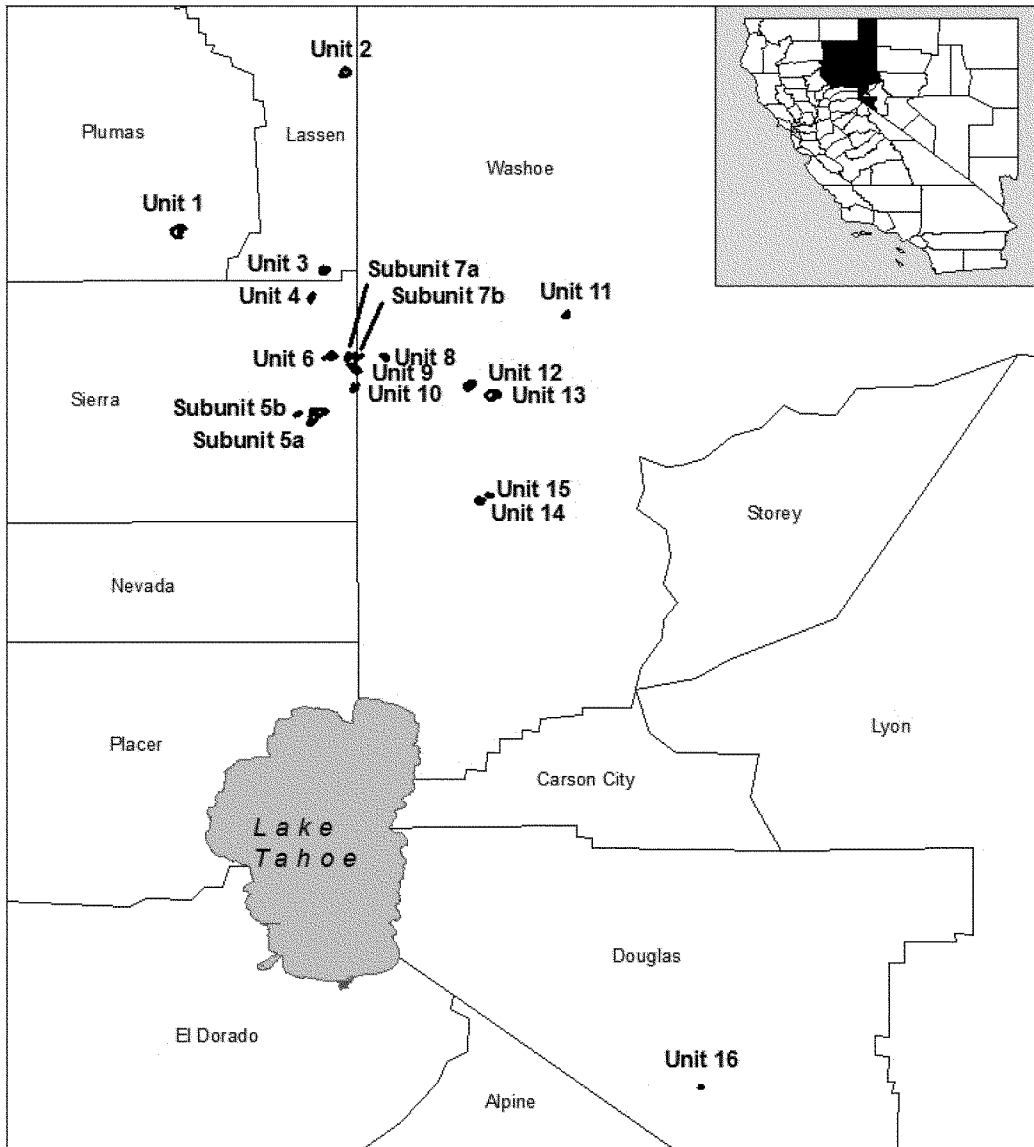 Unit 2
Plumas
Lassen
Washoe
Unit 1
Unit 3
Subunit 7a
Unit 4
Subunit 7b
Unit 11
Unit 6
Unit 8
Unit 9
Unit 12
Unit 10
Unit 13
Sierra
Subunit 5b
Subunit 5a
Unit 15
Unit 14
Storey
Nevada
Placer
Lyon
Carson City
Lake
Tahoe
Douglas
El Dorado
Unit 16
Alpine